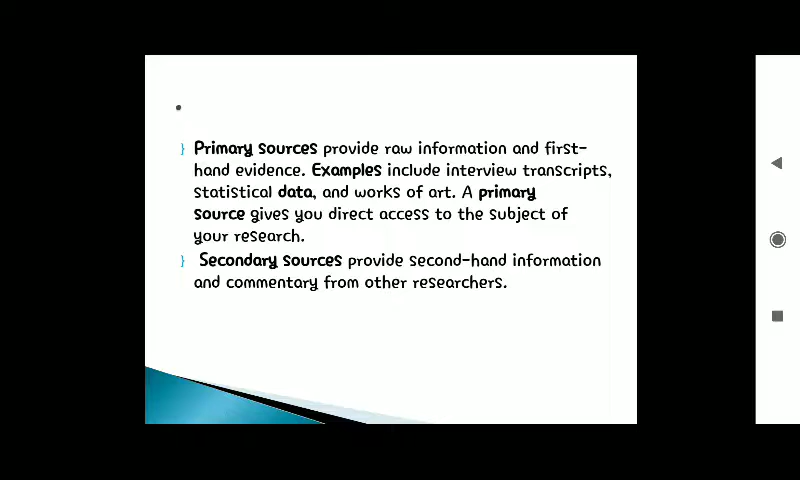 •
} Primary sources provide raw information and first-
hand evidence. Examples include interview transcripts,
statistical data, and works of art. A primary
source gives you direct access to the subject of
your research.
} Secondary sources provide second-hand information
and commentary from other researchers.